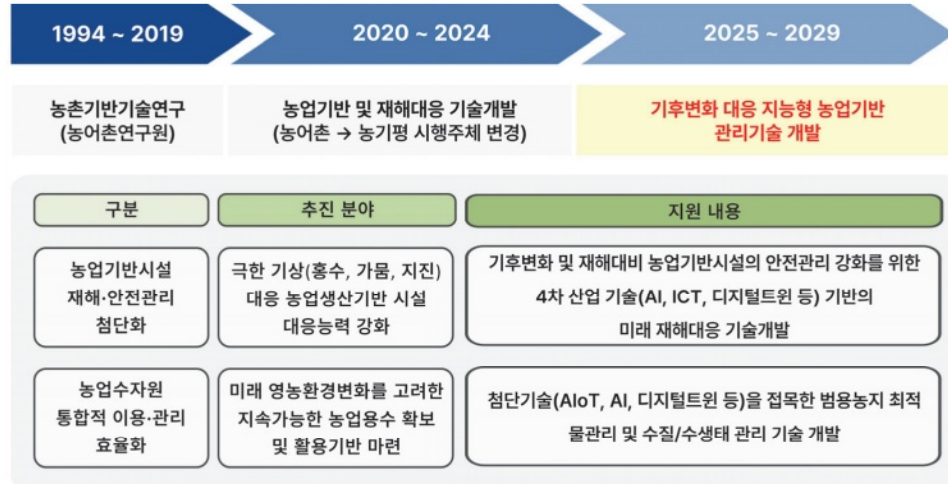 1994 ~ 2019
2020 ~ 2024
2025 ~ 2029
농촌기반기술연구
(농어촌연구원)
농업기반 및 재해대응 기술개발
(농어촌 → 농기평 시행주체 변경)
기후변화 대응 지능형 농업기반
관리기술 개발
구분
추진 분야
지원 내용
농업기반시설
재해·안전관리
첨단화
극한 기상(홍수, 가뭄, 지진)
대응 농업생산기반 시설
대응능력 강화
기후변화 및 재해대비 농업기반시설의 안전관리 강화를 위한
4차 산업 기술(AI, ICT, 디지털트윈 등) 기반의
미래 재해대응 기술개발
농업수자원
통합적 이용·관리
효율화
미래 영농환경변화를 고려한
지속가능한 농업용수 확보
및 활용기반 마련
첨단기술(AIoT, AI, 디지털트윈 등)을 접목한 범용농지 최적
물관리 및 수질/수생태 관리 기술 개발